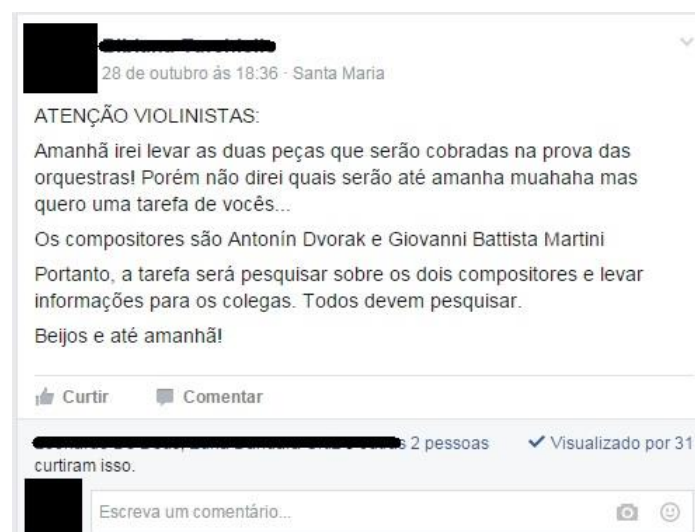 28 de outubro ás 18:36 · Santa Maria
ATENÇÃO VIOLINISTAS:
Amanhã irei levar as duas peças que serão cobradas na prova das
orquestras! Porém não direi quais serão até amanha muahaha mas
quero uma tarefa de vocês...
Os compositores são Antonín Dvorak e Giovanni Battista Martini
Portanto, a tarefa será pesquisar sobre os dois compositores e levar
informações para os colegas. Todos devem pesquisar.
Beijos e até amanhã!
Curtir Comentar
2 pessoas Visualizado por 31
curtiram isso.
Escreva um comentário...